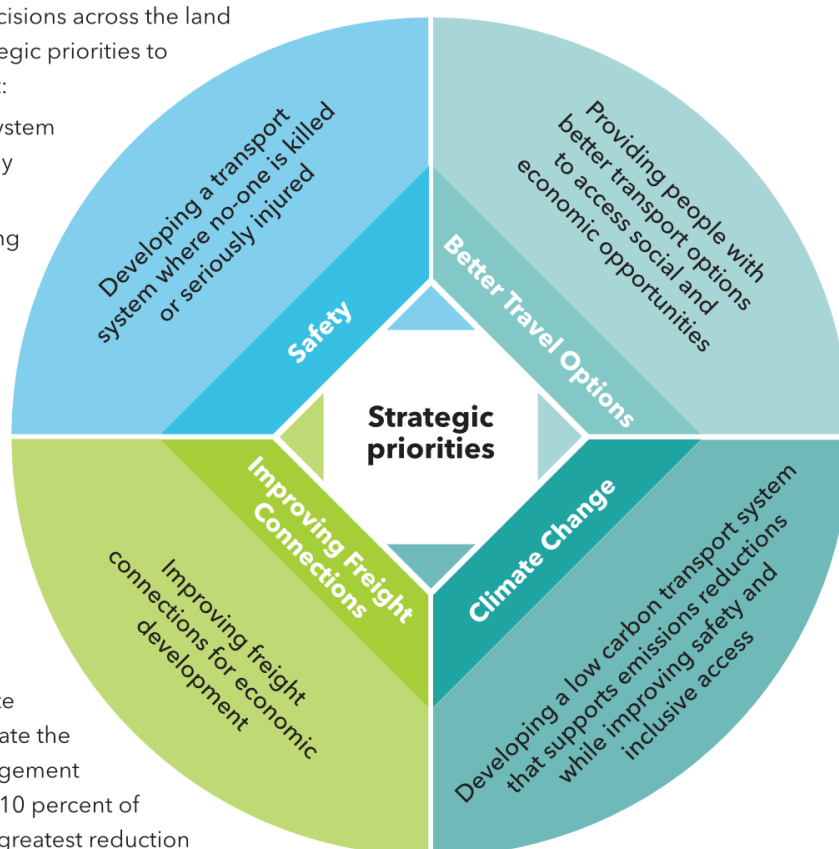 cisions across the land
tegic priorities to
t:
ystem
y
ng
te
ate the
gement
10 percent of
greatest reduction
Developing a transport
system where no-one is killed
or seriously injured
Safety
Providing people with
better transport options
to access social and
economic opportunities
Better Travel Options
Strategic
priorities
Improving Freight
Connections
Improving freight
connections for economic
development
Climate Change
Developing a low carbon transport system
that supports emissions reductions
while improving safety and
inclusive access